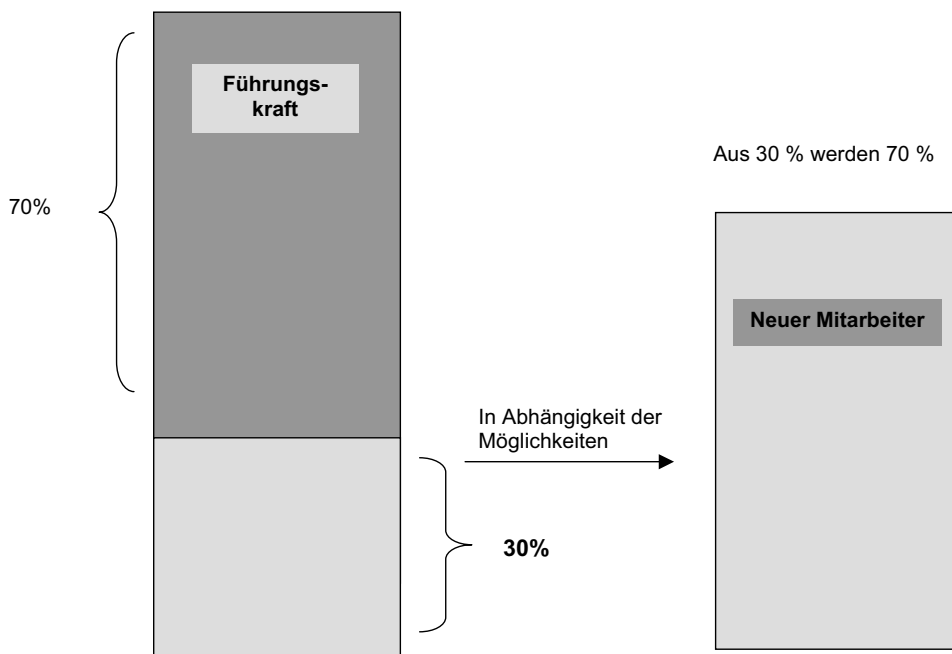 Führungs-
kraft
70%
Aus 30 % werden 70 %
Neuer Mitarbeiter
In Abhängigkeit der
Möglichkeiten
30%